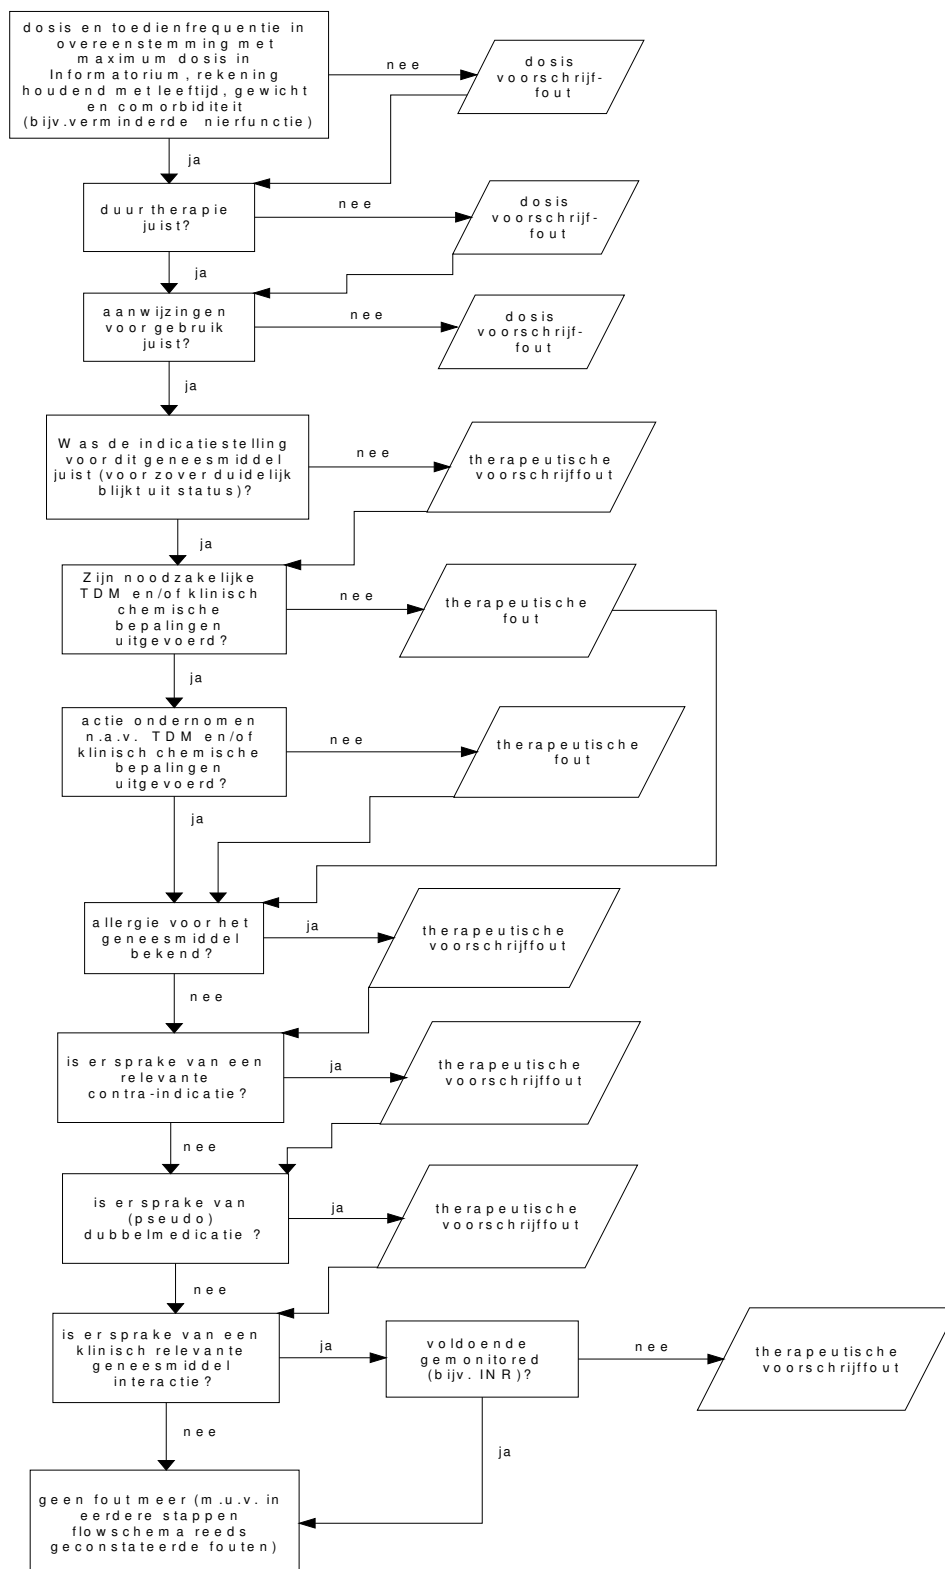 dosis en toedienfrequentie in
overeenstemming met
maximum dosis in
Informatorium, rekening
houdend met leeftijd, gewicht
en comorbiditeit
(bijv.verminderde nierfunctie)
nee
dosis
voorschrijf-
fout
ja
duur therapie
juist?
nee
dosis
voorschrijf-
fout
ja
aanwijzingen
voor gebruik
juist?
nee
dosis
voorschrijf-
fout
ja
Was de indicatiestelling
voor dit geneesmiddel
juist (voor zover duidelijk
blijkt uit status)?
nee
therapeutische
voorschrijffout
ja
Zijn noodzakelijke
TDM en/of klinisch
chemische
bepalingen
uitgevoerd?
nee
therapeutische
fout
ja
actie ondernomen
n.a.v. TDM en/of
klinisch chemische
bepalingen
uitgevoerd?
nee
therapeutische
fout
ja
allergie voor het
geneesmiddel
bekend?
ja
therapeutische
voorschrijffout
nee
is er sprake van een
relevante
contra-indicatie?
ja
therapeutische
voorschrijffout
nee
is er sprake van
(pseudo)
dubbelmedicatie ?
ja
therapeutische
voorschrijffout
nee
is er sprake van een
klinisch relevante
geneesmiddel
interactie?
ja
voldoende
gemonitored
(bijv. INR)?
nee
therapeutische
voorschrijffout
nee
ja
geen fout meer (m.u.v. in
eerdere stappen
flowschema reeds
geconstateerde fouten)